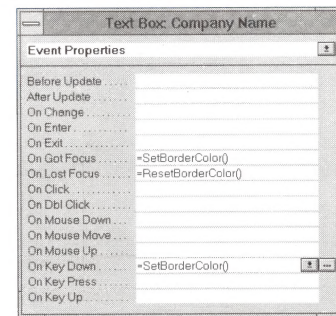 Text Box: Company Name
Event Properties
Before Update.....
After Update.......
On Change.........
On Enter...........
On Exit.............
On Got Focus..... =SetBorderColor()
On Lost Focus.... =ResetBorderColor()
On Click...........
On Dbl Click.......
On Mouse Down...
On Mouse Move...
On Mouse Up.....
On Key Down..... =SetBorderColor() ...
On Key Press.....
On Key Up.........